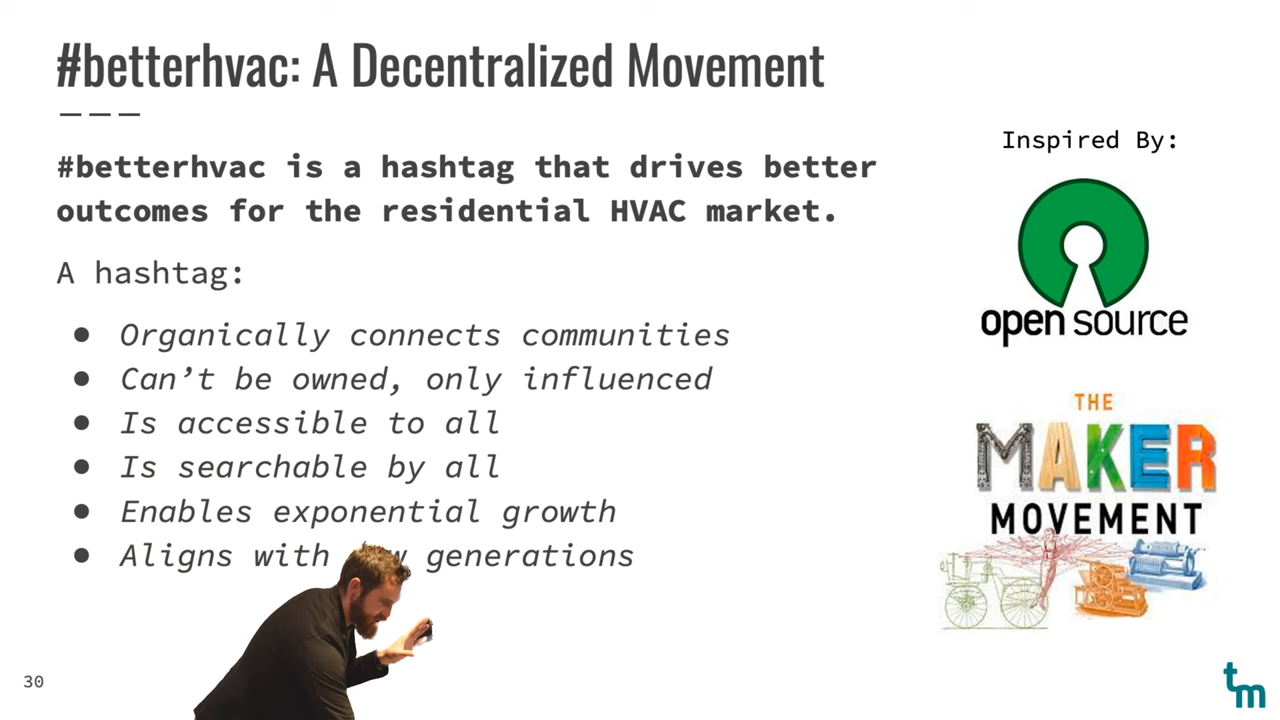 #betterhvac: A Decentralized Movement
#betterhvac is a hashtag that drives better
outcomes for the residential HVAC market.
A hashtag:
● Organically connects communities
● Can’t be owned, only influenced
● Is accessible to all
● Is searchable by all
● Enables exponential growth
● Aligns with generations
Inspired By:
open source
THE
MAKER
MOVEMENT
30
tm